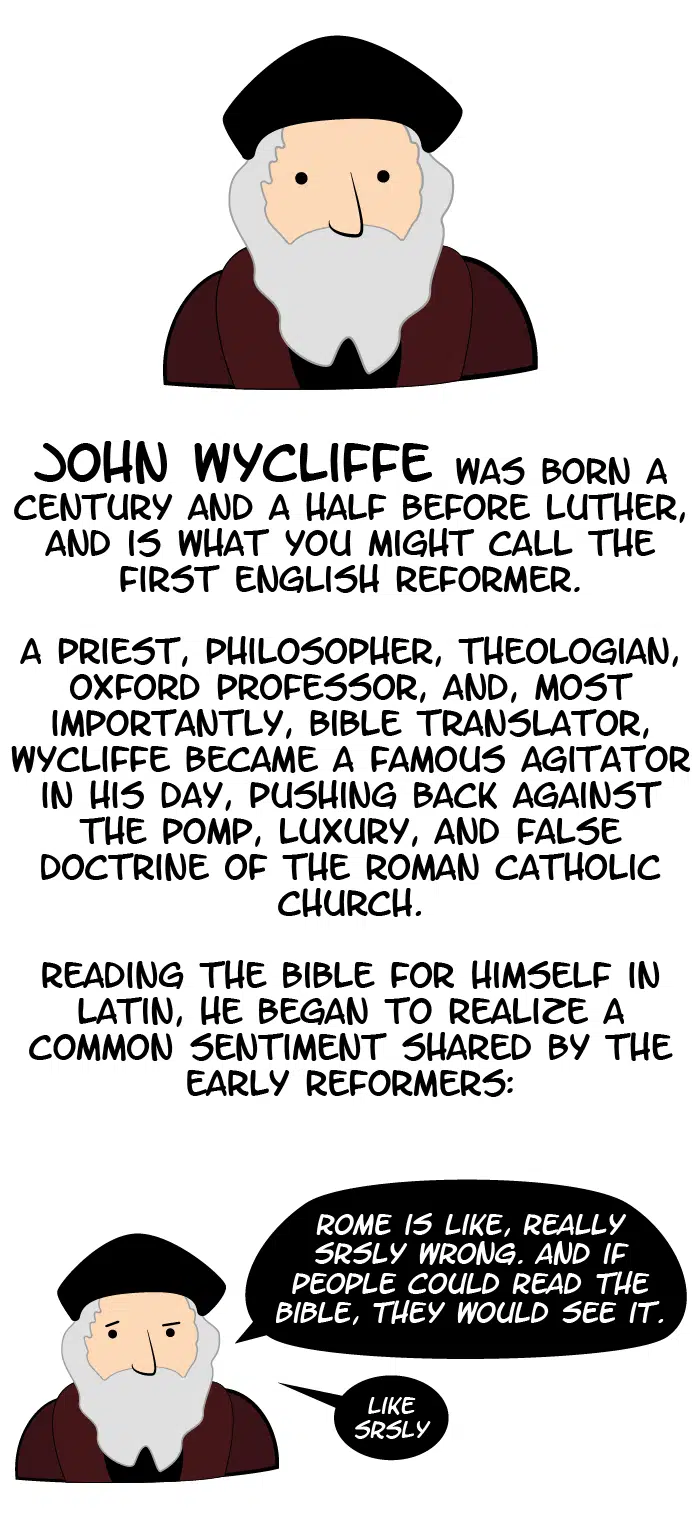 JOHN WYCLIFFE WAS BORN A
CENTURY AND A HALF BEFORE LUTHER,
AND IS WHAT YOU MIGHT CALL THE
FIRST ENGLISH REFORMER.
A PRIEST, PHILOSOPHER, THEOLOGIAN,
OXFORD PROFESSOR, AND, MOST
IMPORTANTLY, BIBLE TRANSLATOR,
WYCLIFFE BECAME A FAMOUS AGITATOR
IN HIS DAY, PUSHING BACK AGAINST
THE POMP, LUXURY, AND FALSE
DOCTRINE OF THE ROMAN CATHOLIC
CHURCH.
READING THE BIBLE FOR HIMSELF IN
LATIN, HE BEGAN TO REALIZE A
COMMON SENTIMENT SHARED BY THE
EARLY REFORMERS:
ROME IS LIKE, REALLY
SRSLY WRONG. AND IF
PEOPLE COULD READ THE
BIBLE, THEY WOULD SEE IT.
LIKE
SRSLY